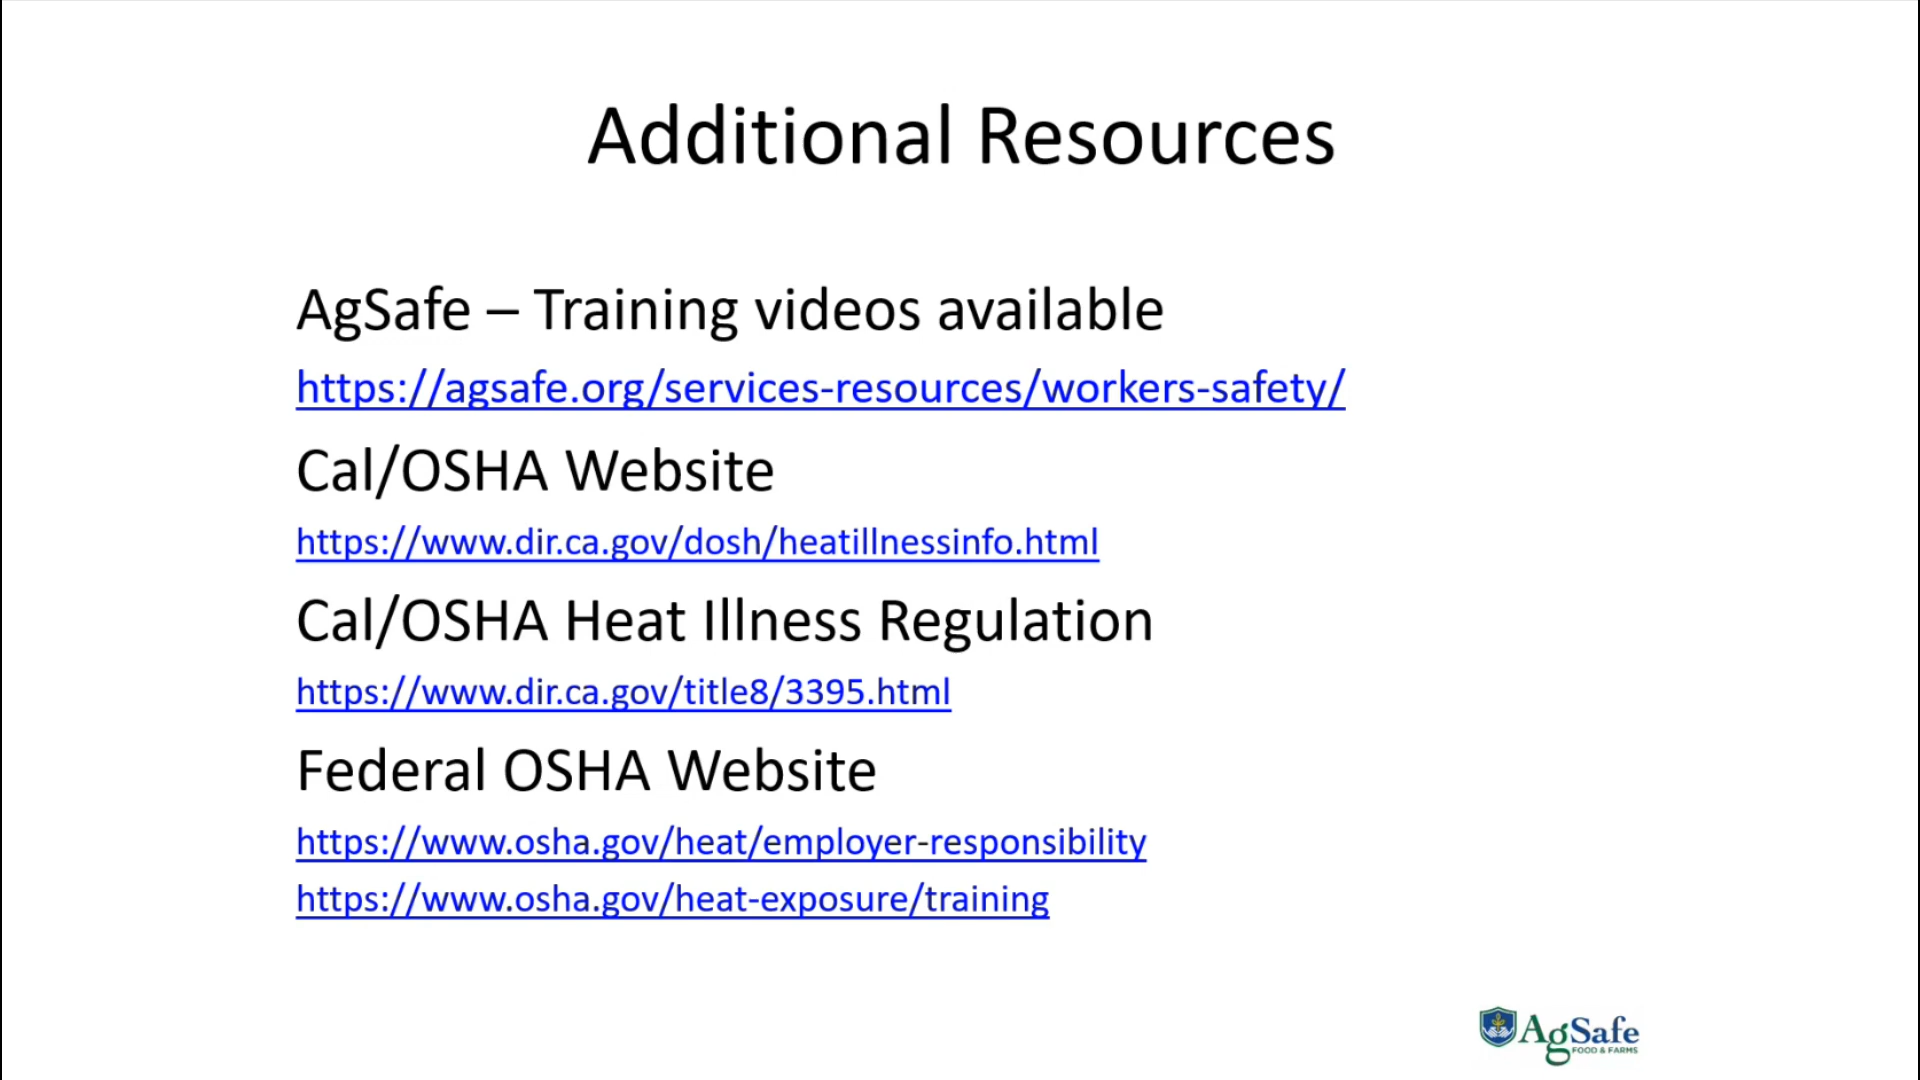 Additional Resources
AgSafe – Training videos available
https://agsafe.org/services-resources/workers-safety/
Cal/OSHA Website
https://www.dir.ca.gov/dosh/heatillnessinfo.html
Cal/OSHA Heat Illness Regulation
https://www.dir.ca.gov/title8/3395.html
Federal OSHA Website
https://www.osha.gov/heat/employer-responsibility
https://www.osha.gov/heat-exposure/training
AgSafe
FOOD & FARMS